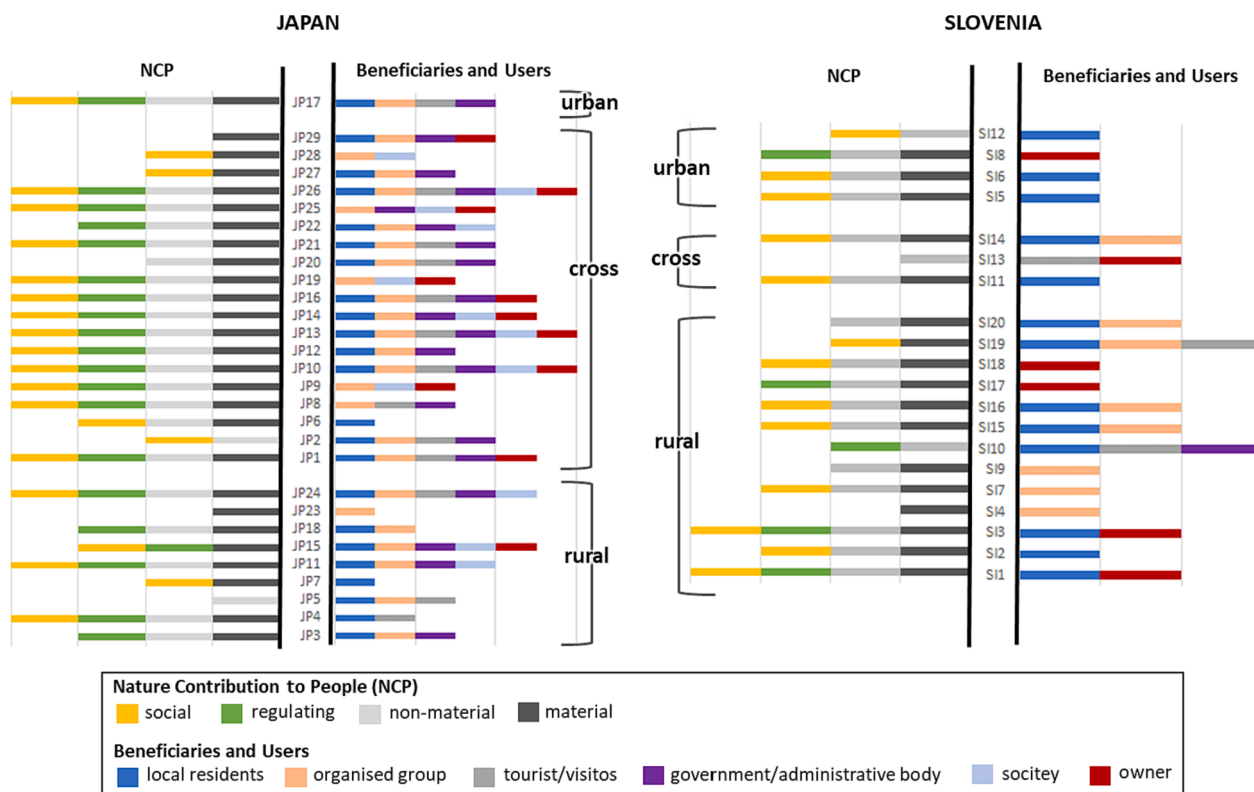 JAPAN
NCP
Beneficiaries and Users
JP17
urban
JP29
JP28
JP27
JP26
JP25
JP22
JP21
JP20
JP19
JP16
JP14
JP13
JP12
JP10
JP9
JP8
JP6
JP2
JP1
cross
JP24
JP23
JP18
JP15
JP11
JP7
JP5
JP4
JP3
rural
SLOVENIA
NCP
Beneficiaries and Users
urban
SI12
SI8
SI6
SI5
cross
SI14
SI13
SI11
rural
SI20
SI19
SI18
SI17
SI16
SI15
SI10
SI9
SI7
SI4
SI3
SI2
SI1
Nature Contribution to People (NCP)
social regulating non-material material
Beneficiaries and Users
local residents organised group tourist/visitos government/administrative body socitey owner